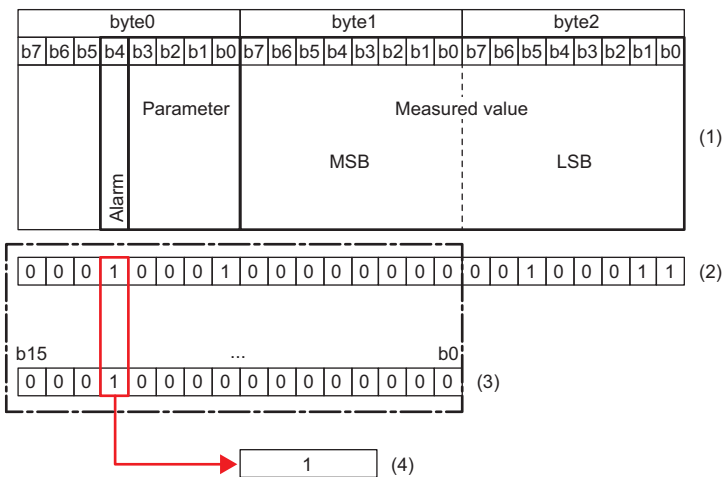 byte0 byte1 byte2
b7 b6 b5 b4 b3 b2 b1 b0 b7 b6 b5 b4 b3 b2 b1 b0 b7 b6 b5 b4 b3 b2 b1 b0
Parameter Measured value
(1)
MSB LSB
Alarm
0 0 0 1 0 0 0 1 0 0 0 0 0 0 0 0 0 0 1 0 0 0 1 1 (2)
b15 ... b0
0 0 0 1 0 0 0 0 0 0 0 0 0 0 0 0 (3)
1 (4)